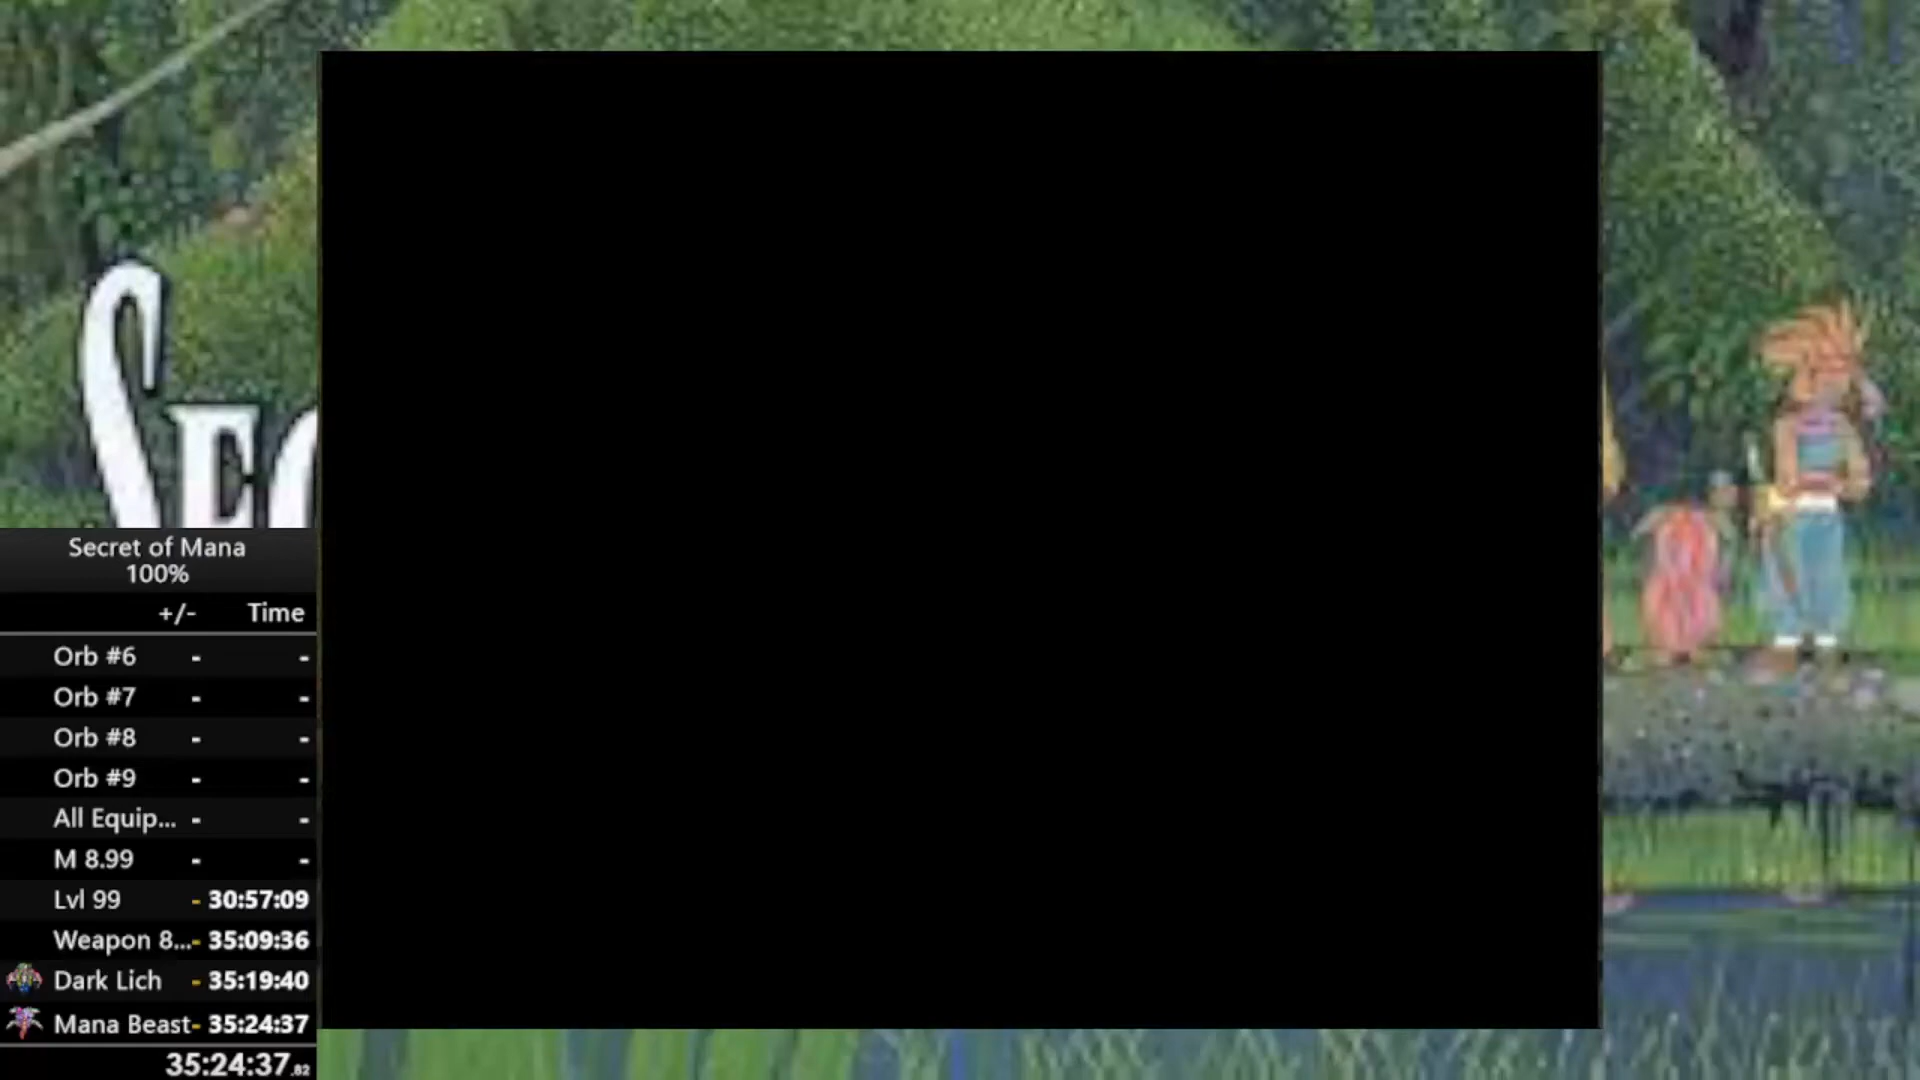 SEC
Secret of Mana
100%
+/- Time
Orb #6 - -
Orb #7 - -
Orb #8 - -
Orb #9 - -
All Equip... - -
M 8.99 - -
Lvl 99 - 30:57:09
Weapon 8... - 35:09:36
Dark Lich - 35:19:40
Mana Beast - 35:24:37
35:24:37.82